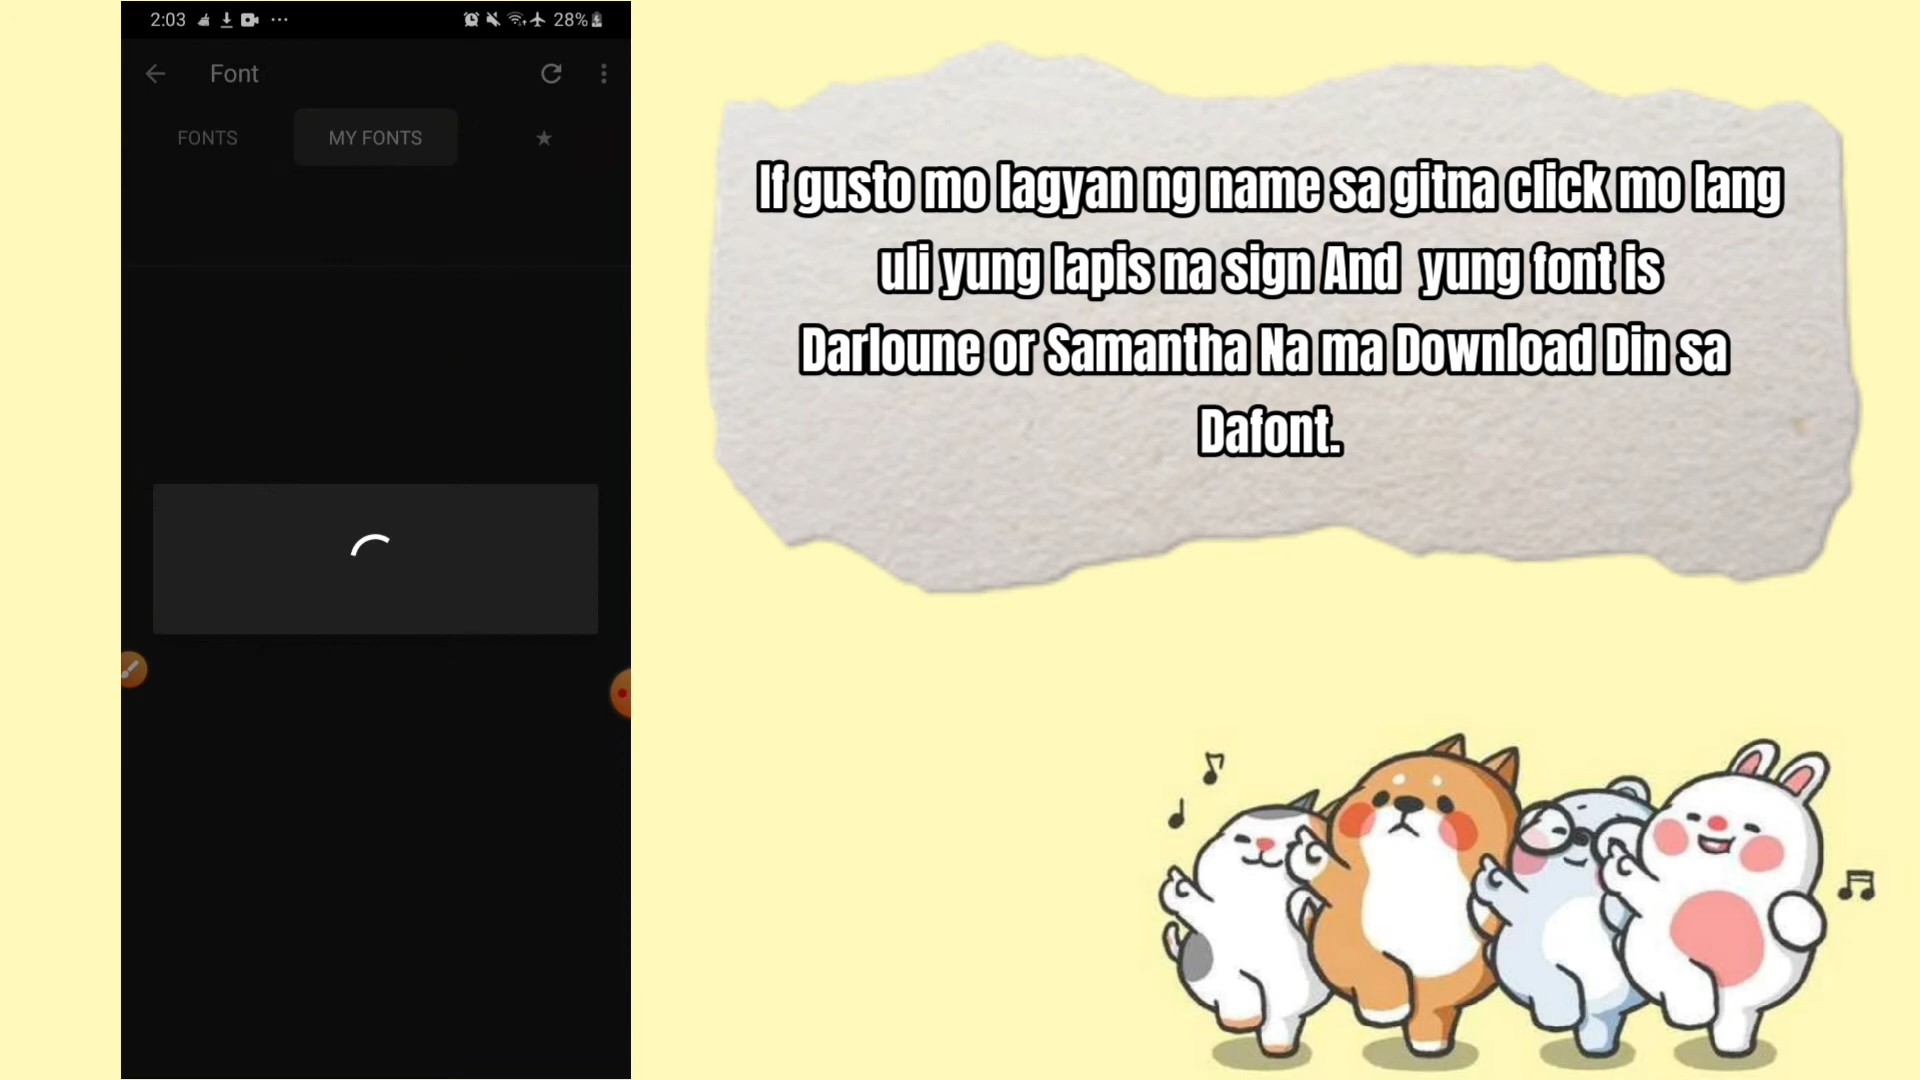 2:03
28%
Font
FONTS
MY FONTS
If gusto mo lagyan ng name sa gitna click mo lang
uli yung lapis na sign And yung font is
Darloune or Samantha Na ma Download Din sa
Dafont.